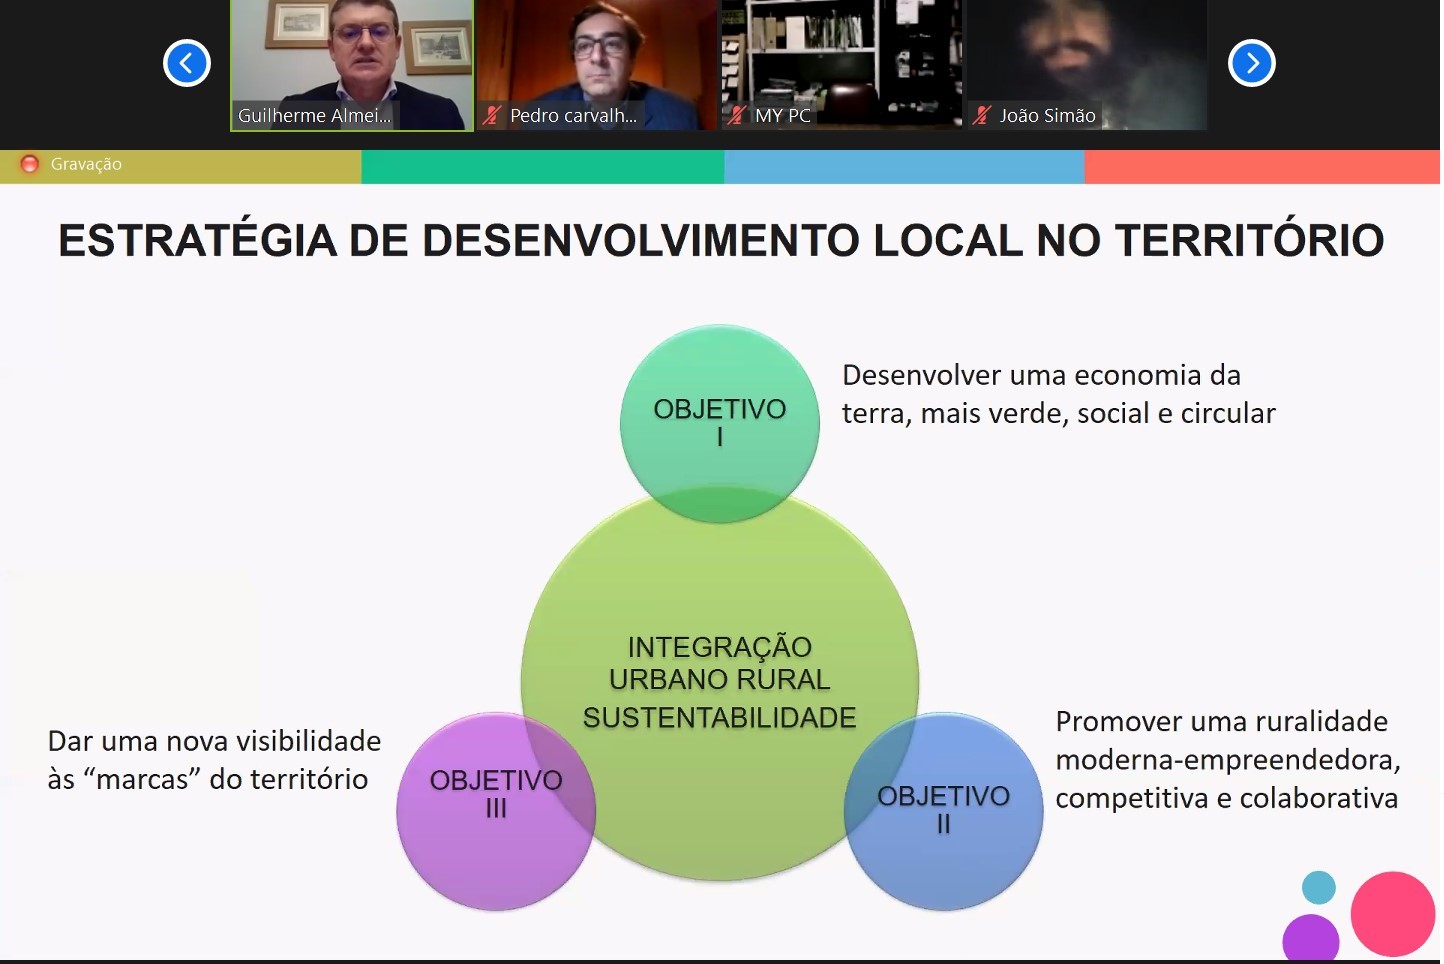 Guilherme Almei...
Pedro carvalh...
MY PC
João Simão
Gravação
ESTRATÉGIA DE DESENVOLVIMENTO LOCAL NO TERRITÓRIO
OBJETIVO
I
Desenvolver uma economia da
terra, mais verde, social e circular
INTEGRAÇÃO
URBANO RURAL
SUSTENTABILIDADE
Dar uma nova visibilidade
às “marcas” do território
OBJETIVO
III
OBJETIVO
II
Promover uma ruralidade
moderna-empreendedora,
competitiva e colaborativa